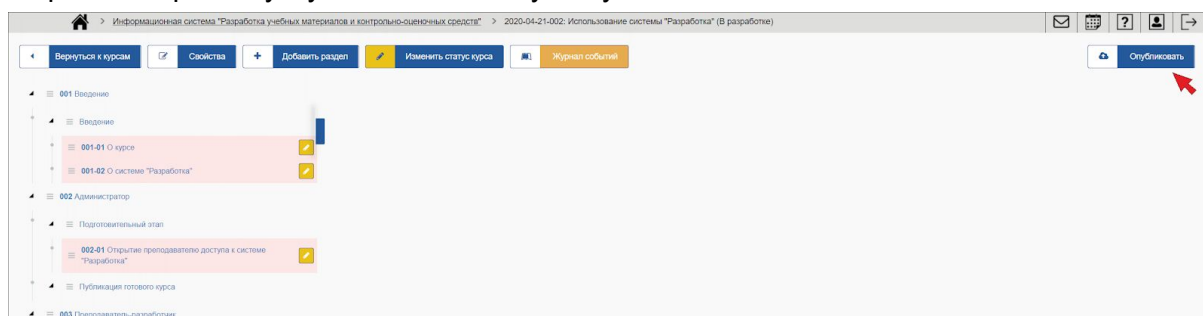 Информационная система "Разработка учебных материалов и контрольно-оценочных средств" > 2020-04-21-002: Использование системы "Разработка" (В разработке)
Вернуться к курсам Свойства Добавить раздел Изменить статус курса Журнал событий Опубликовать
001 Введение
Введение
001-01 О курсе
001-02 О системе "Разработка"
002 Администратор
Подготовительный этап
002-01 Открытие преподавателю доступа к системе
"Разработка"
Публикация готового курса
003 Преподаватель-разработчик